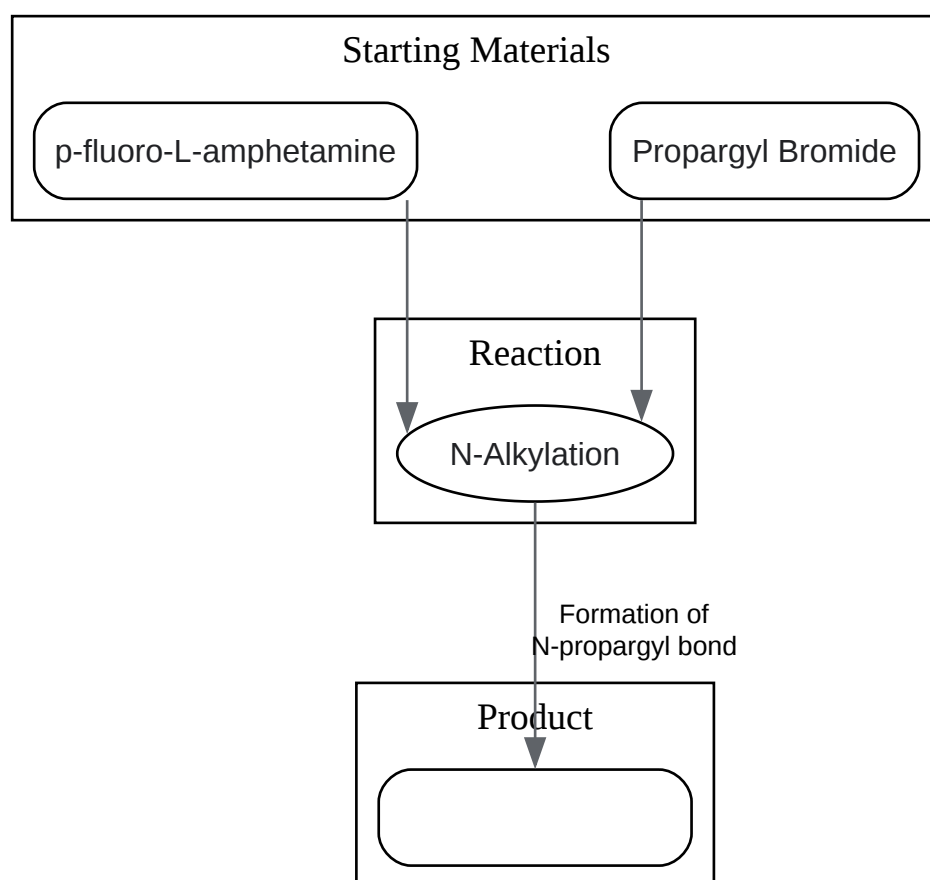 Starting Materials
p-fluoro-L-amphetamine
Propargyl Bromide
Reaction
N-Alkylation
Formation of
N-propargyl bond
Product